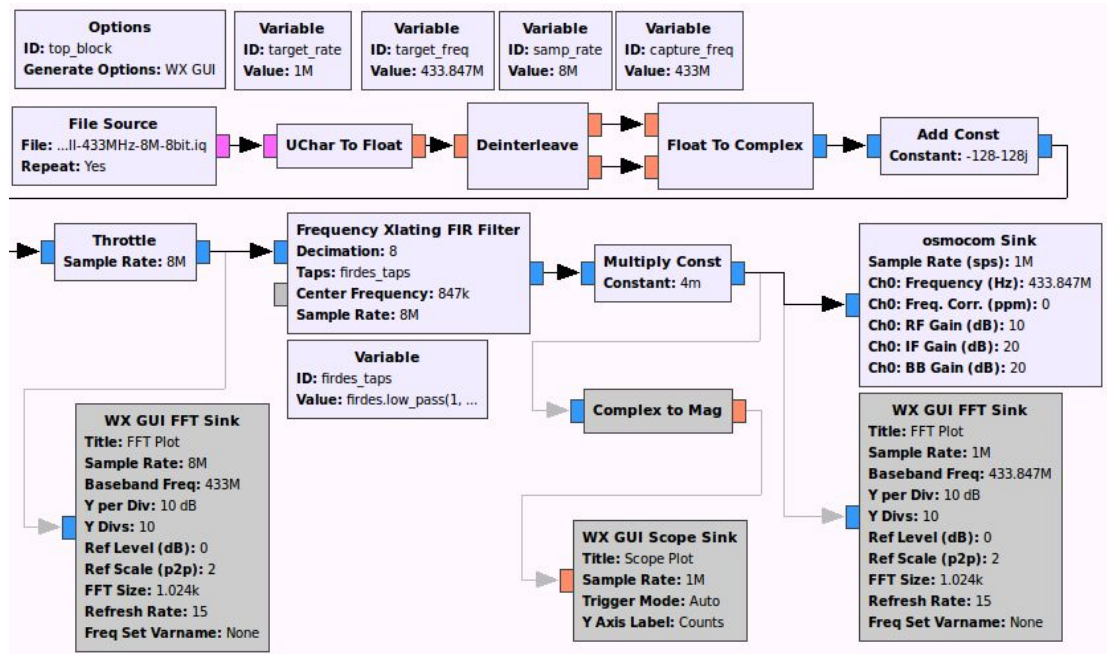 Options
ID: top_block
Generate Options: WX GUI
Variable
ID: target_rate
Value: 1M
Variable
ID: target_freq
Value: 433.847M
Variable
ID: samp_rate
Value: 8M
Variable
ID: capture_freq
Value: 433M
File Source
File: ...ll-433MHz-8M-8bit.iq
Repeat: Yes
UChar To Float
Deinterleave
Float To Complex
Add Const
Constant: -128-128j
Throttle
Sample Rate: 8M
Frequency Xlating FIR Filter
Decimation: 8
Taps: firdes_taps
Center Frequency: 847k
Sample Rate: 8M
Multiply Const
Constant: 4m
osmocom Sink
Sample Rate (sps): 1M
Ch0: Frequency (Hz): 433.847M
Ch0: Freq. Corr. (ppm): 0
Ch0: RF Gain (dB): 10
Ch0: IF Gain (dB): 20
Ch0: BB Gain (dB): 20
Variable
ID: firdes_taps
Value: firdes.low_pass(1, ...
Complex to Mag
WX GUI FFT Sink
Title: FFT Plot
Sample Rate: 8M
Baseband Freq: 433M
Y per Div: 10 dB
Y Divs: 10
Ref Level (dB): 0
Ref Scale (p2p): 2
FFT Size: 1.024k
Refresh Rate: 15
Freq Set Varname: None
WX GUI Scope Sink
Title: Scope Plot
Sample Rate: 1M
Trigger Mode: Auto
Y Axis Label: Counts
WX GUI FFT Sink
Title: FFT Plot
Sample Rate: 1M
Baseband Freq: 433.847M
Y per Div: 10 dB
Y Divs: 10
Ref Level (dB): 0
Ref Scale (p2p): 2
FFT Size: 1.024k
Refresh Rate: 15
Freq Set Varname: None